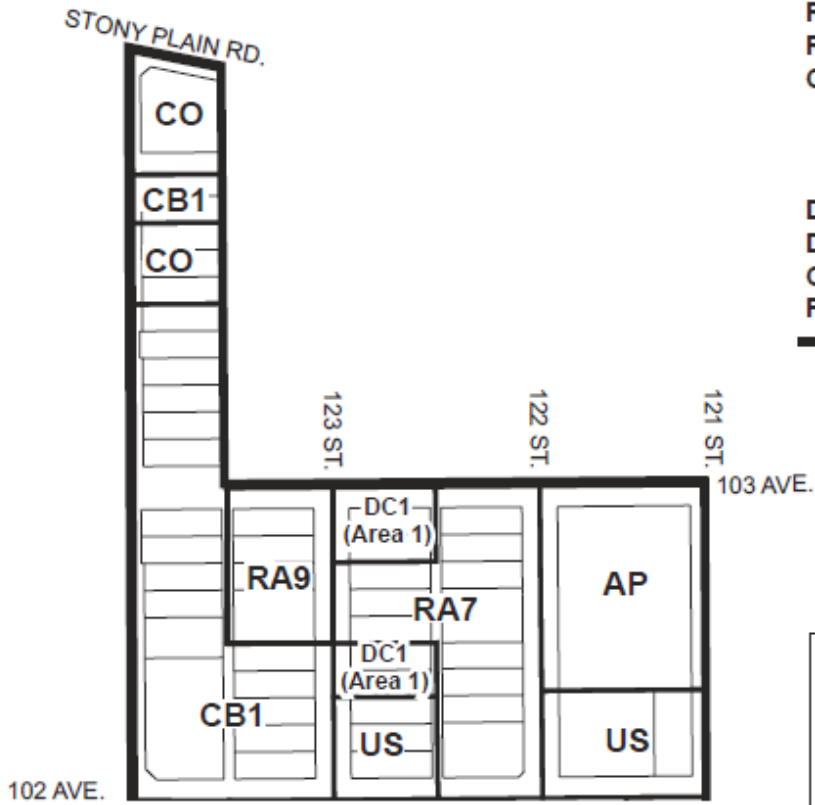 STONY PLAIN RD.
CO
CB1
CO
123 ST.
122 ST.
121 ST.
103 AVE.
DC1
(Area 1)
RA9
RA7
AP
DC1
(Area 1)
CB1
US
US
102 AVE.